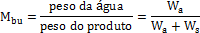 M_bu = peso da água / peso do produto = W_a / (W_a + W_s)